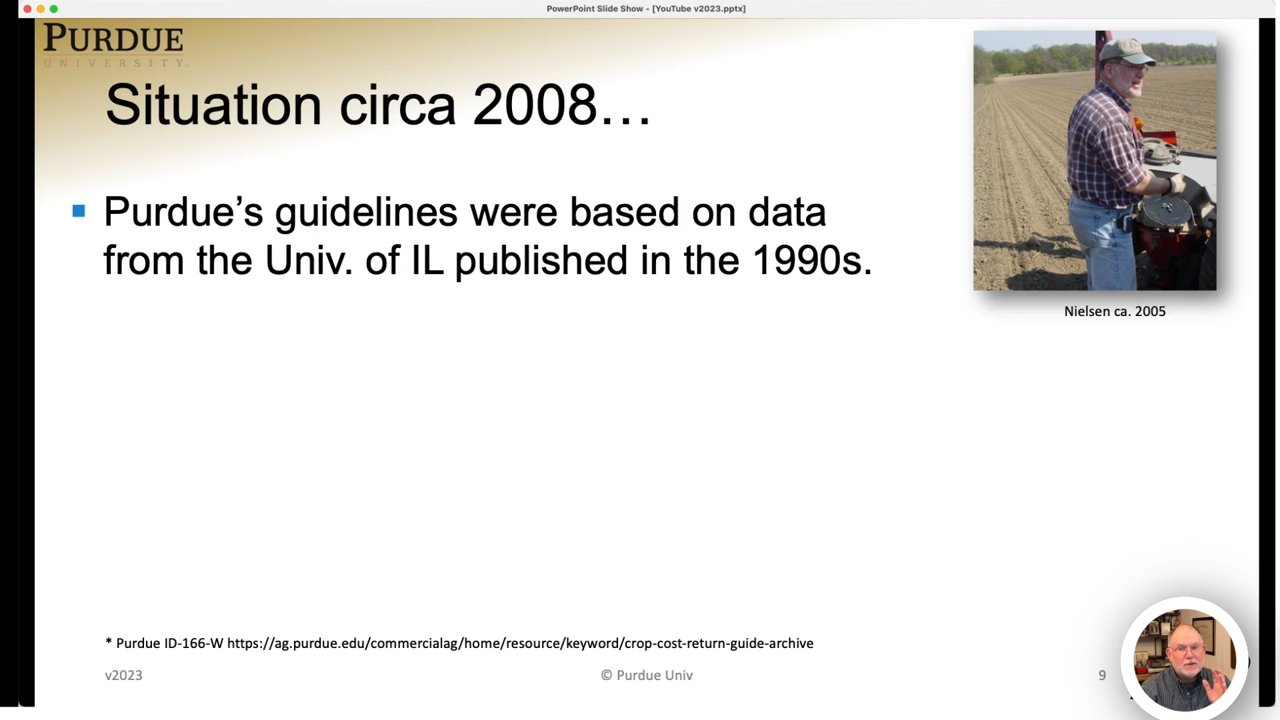 PowerPoint Slide Show - [YouTube v2023.pptx]
PURDUE
UNIVERSITY.
Situation circa 2008…
Purdue’s guidelines were based on data
from the Univ. of IL published in the 1990s.
Nielsen ca. 2005
* Purdue ID-166-W https://ag.purdue.edu/commercialag/home/resource/keyword/crop-cost-return-guide-archive
v2023
© Purdue Univ
9